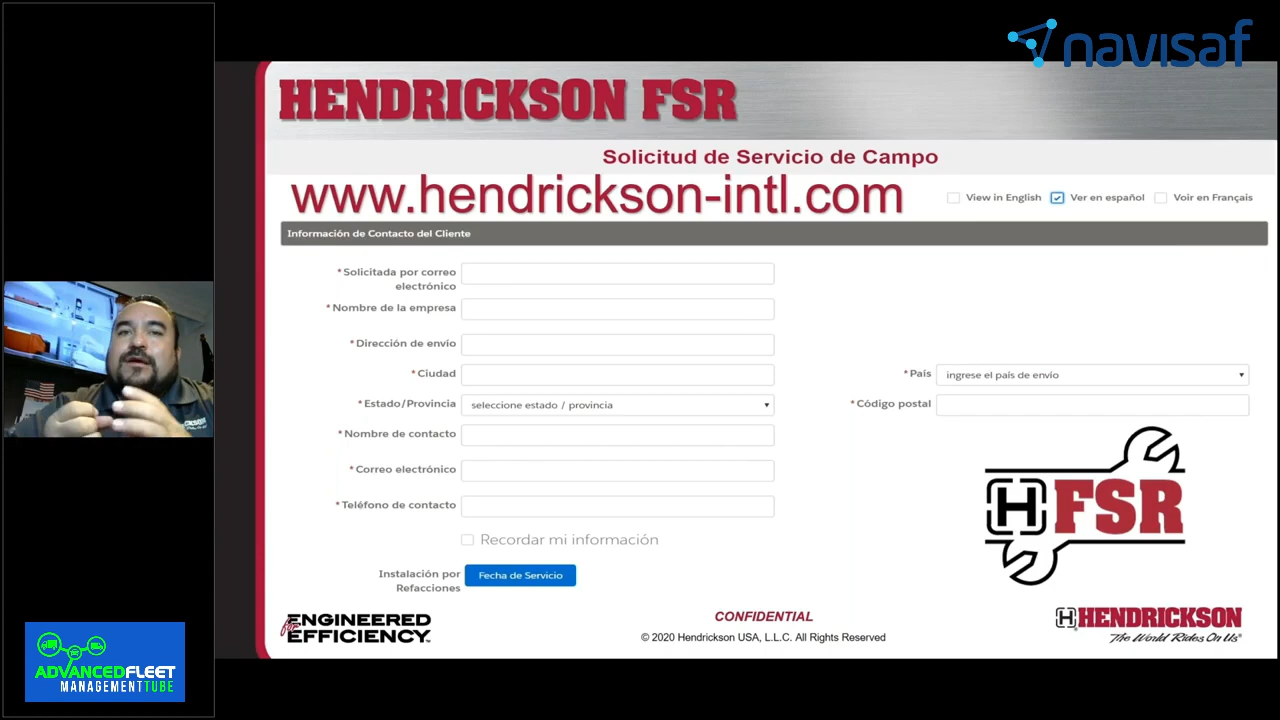 navisaf
HENDRICKSON FSR
Solicitud de Servicio de Campo
www.hendrickson-intl.com
View in English
Ver en español
Voir en Français
Información de Contacto del Cliente
*Solicitada por correo
electrónico
*Nombre de la empresa
*Dirección de envío
*Ciudad
*País
ingrese el país de envío
*Estado/Provincia
seleccione estado / provincia
*Código postal
*Nombre de contacto
*Correo electrónico
*Teléfono de contacto
H FSR
Recordar mi información
Instalación por
Refacciones
Fecha de Servicio
ENGINEERED
for EFFICIENCY™
CONFIDENTIAL
© 2020 Hendrickson USA, L.L.C. All Rights Reserved
H HENDRICKSON
The World Rides On Us®
ADVANCEDFLEET
MANAGEMENTTUBE